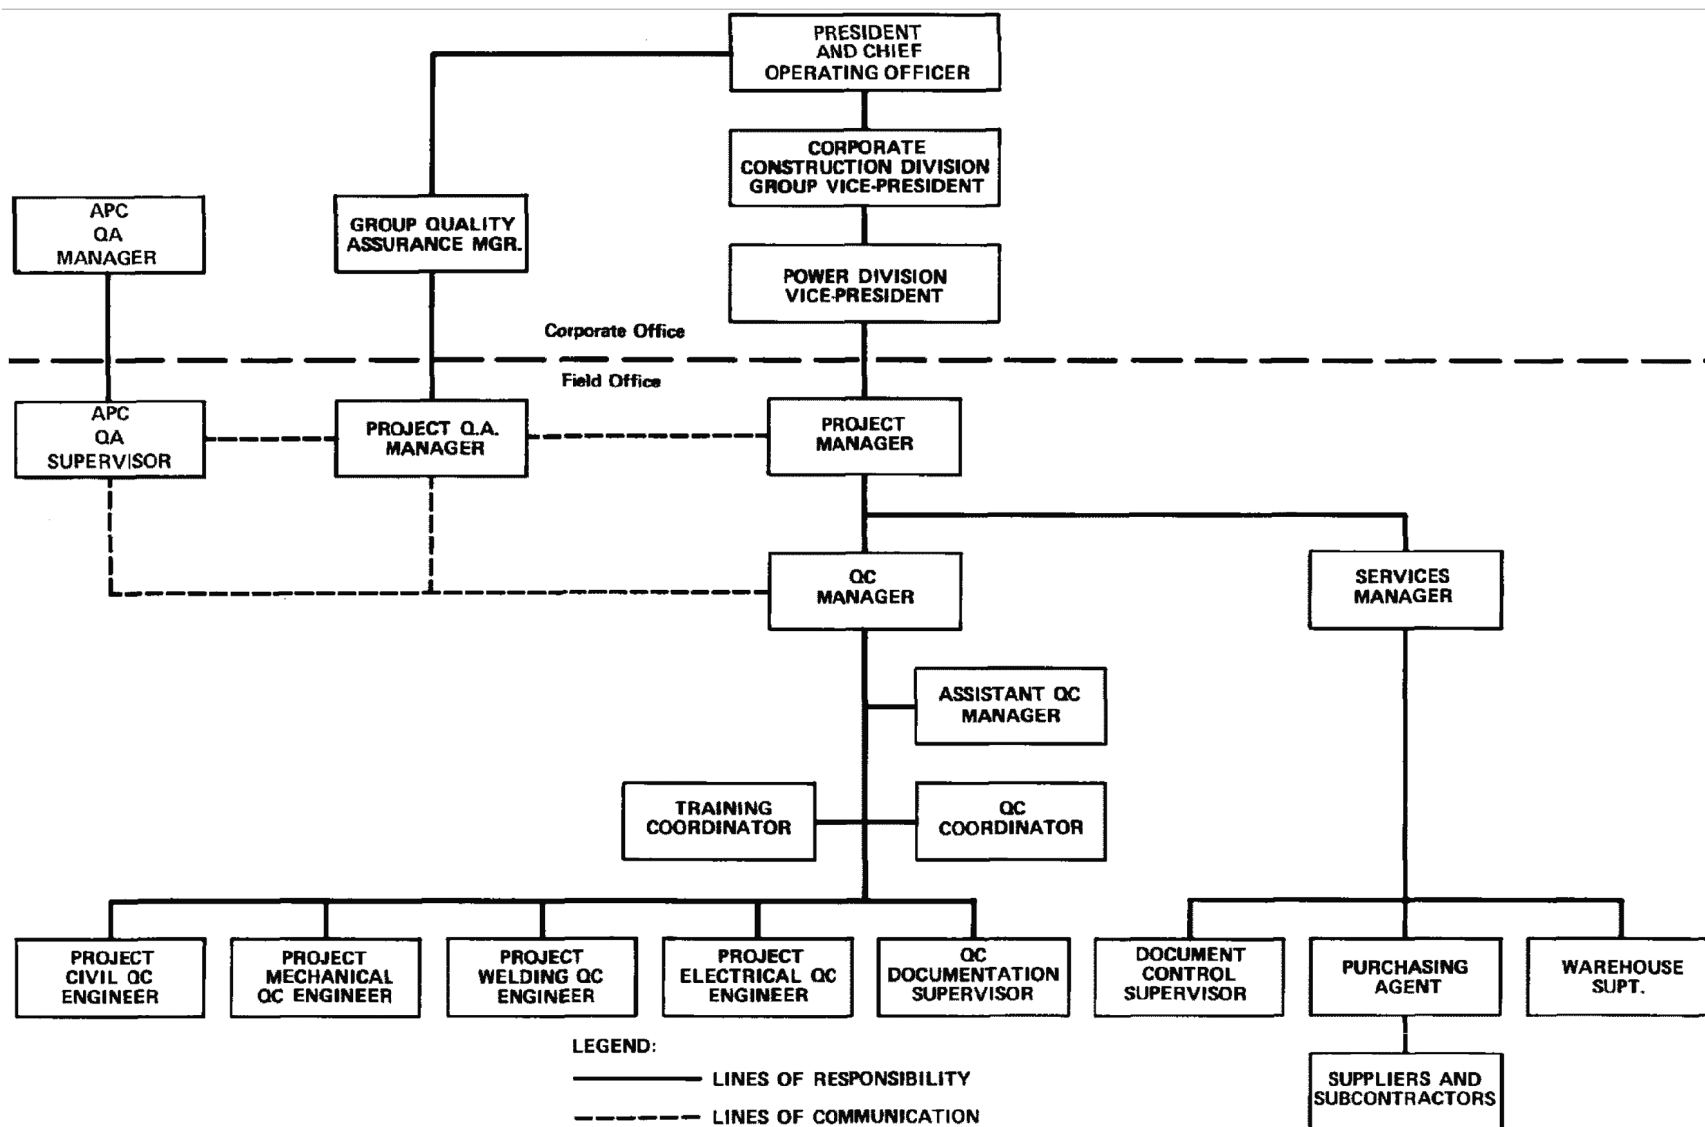 PRESIDENT
AND CHIEF
OPERATING OFFICER
CORPORATE
CONSTRUCTION DIVISION
GROUP VICE-PRESIDENT
APC
QA
MANAGER
GROUP QUALITY
ASSURANCE MGR.
POWER DIVISION
VICE-PRESIDENT
Corporate Office
Field Office
APC
QA
SUPERVISOR
PROJECT Q.A.
MANAGER
PROJECT
MANAGER
QC
MANAGER
SERVICES
MANAGER
ASSISTANT QC
MANAGER
TRAINING
COORDINATOR
QC
COORDINATOR
PROJECT
CIVIL QC
ENGINEER
PROJECT
MECHANICAL
QC ENGINEER
PROJECT
WELDING QC
ENGINEER
PROJECT
ELECTRICAL QC
ENGINEER
QC
DOCUMENTATION
SUPERVISOR
DOCUMENT
CONTROL
SUPERVISOR
PURCHASING
AGENT
WAREHOUSE
SUPT.
SUPPLIERS AND
SUBCONTRACTORS
LEGEND:
LINES OF RESPONSIBILITY
LINES OF COMMUNICATION